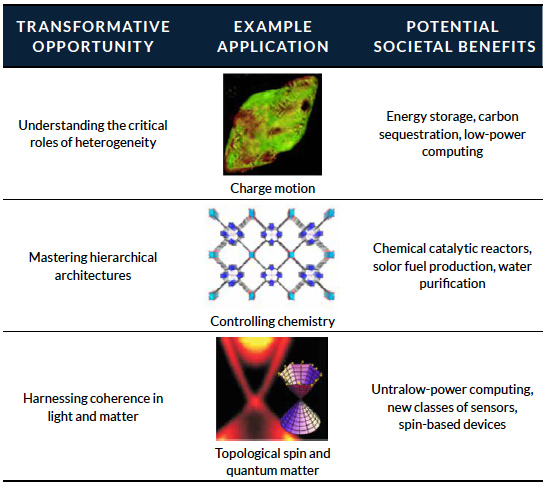 TRANSFORMATIVE OPPORTUNITY
EXAMPLE APPLICATION
POTENTIAL SOCIETAL BENEFITS
Understanding the critical
roles of heterogeneity
Charge motion
Energy storage, carbon
sequestration, low-power
computing
Mastering hierarchical
architectures
Controlling chemistry
Chemical catalytic reactors,
solor fuel production, water
purification
Harnessing coherence in
light and matter
Topological spin and
quantum matter
Untralow-power computing,
new classes of sensors,
spin-based devices